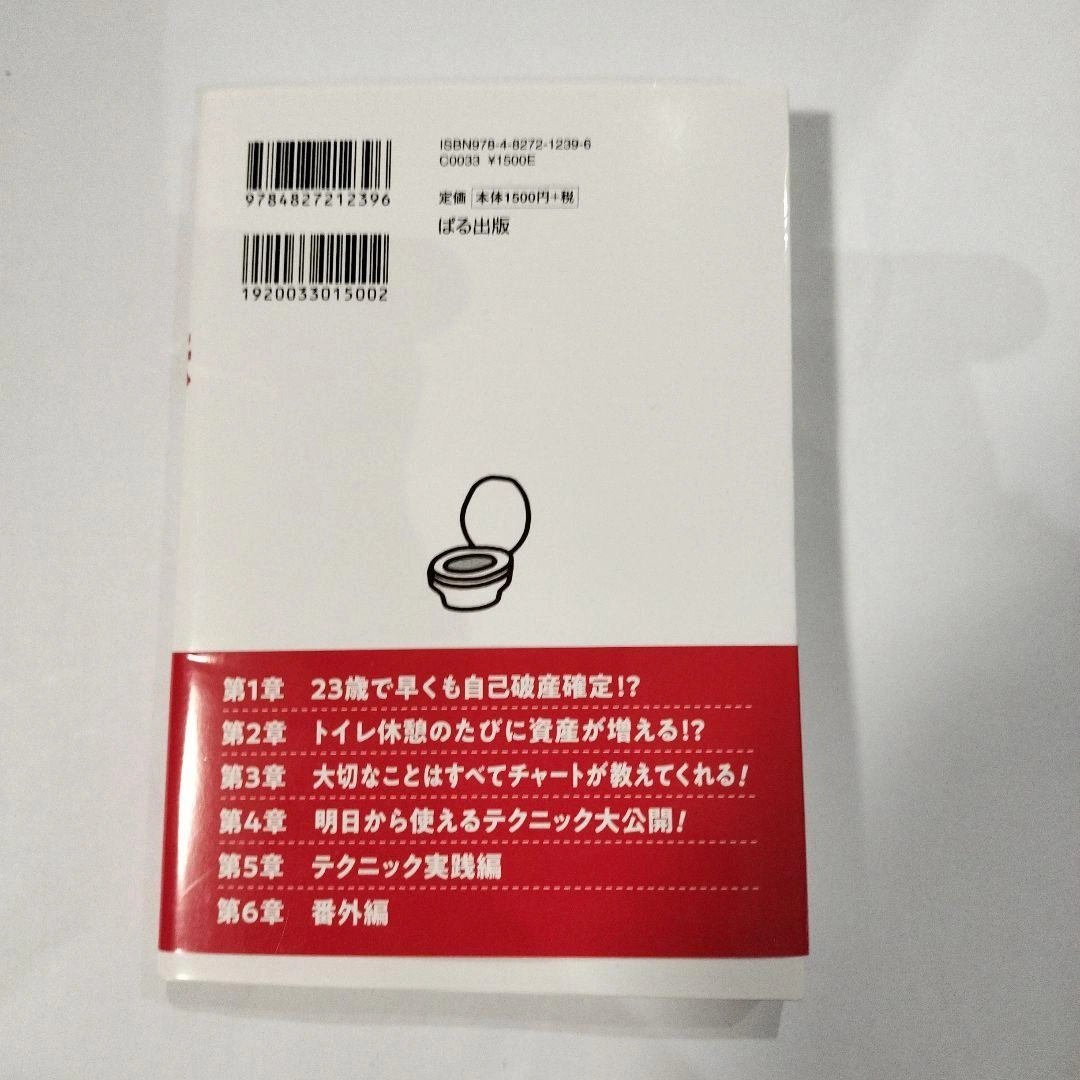 ISBN978-4-8272-1239-6
C0033 ¥1500E
9784827212396
定価 本体1500円+税
ぱる出版
1920033015002
第1章 23歳で早くも自己破産確定!?
第2章 トイレ休憩のたびに資産が増える!?
第3章 大切なことはすべてチャートが教えてくれる!
第4章 明日から使えるテクニック大公開!
第5章 テクニック実践編
第6章 番外編